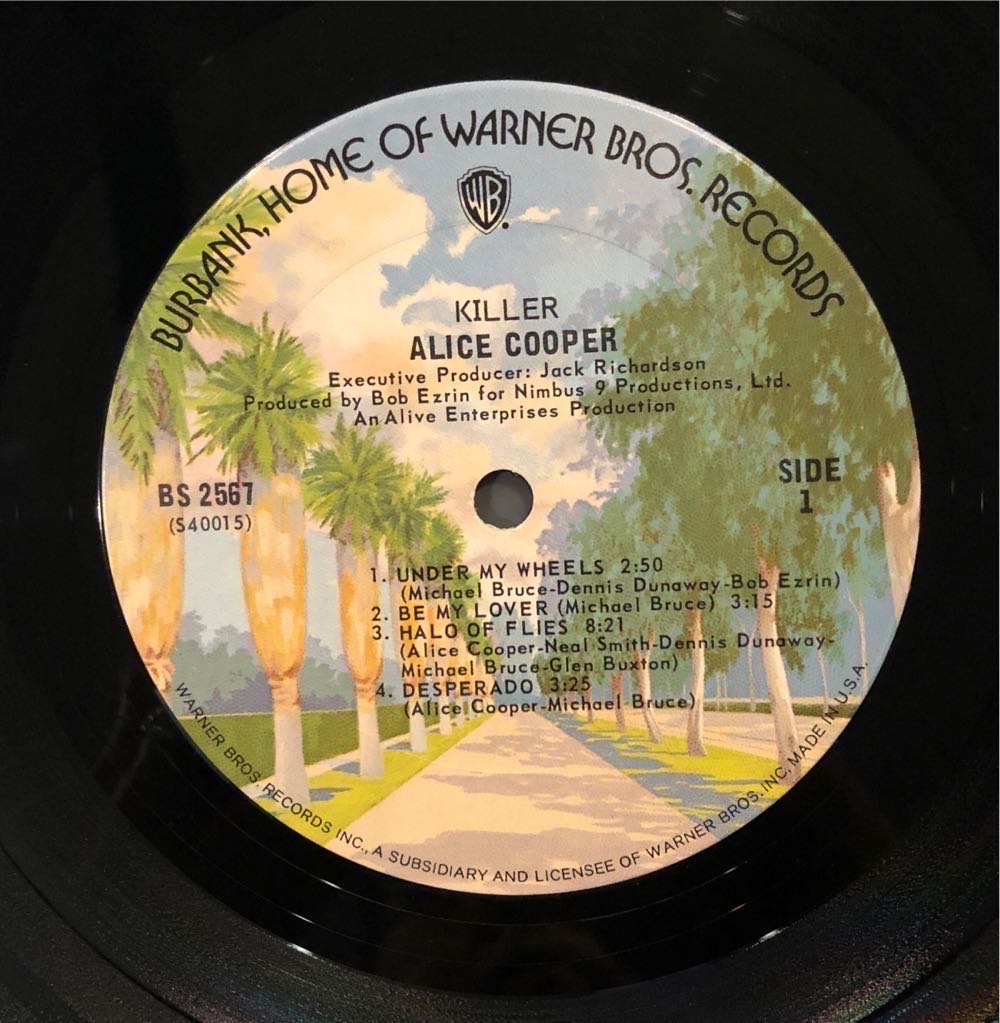 BURBANK, HOME OF WARNER BROS. RECORDS
WB
KILLER
ALICE COOPER
Executive Producer: Jack Richardson
Produced by Bob Ezrin for Nimbus 9 Productions, Ltd.
An Alive Enterprises Production
BS 2567
(S40015)
SIDE
1
1. UNDER MY WHEELS 2:50
(Michael Bruce-Dennis Dunaway-Bob Ezrin)
2. BE MY LOVER (Michael Bruce) 3:15
3. HALO OF FLIES 8:21
(Alice Cooper-Neal Smith-Dennis Dunaway-
Michael Bruce-Glen Buxton)
4. DESPERADO 3:25
(Alice Cooper-Michael Bruce)
WARNER BROS. RECORDS INC., A SUBSIDIARY AND LICENSEE OF WARNER BROS. INC. MADE IN U.S.A.